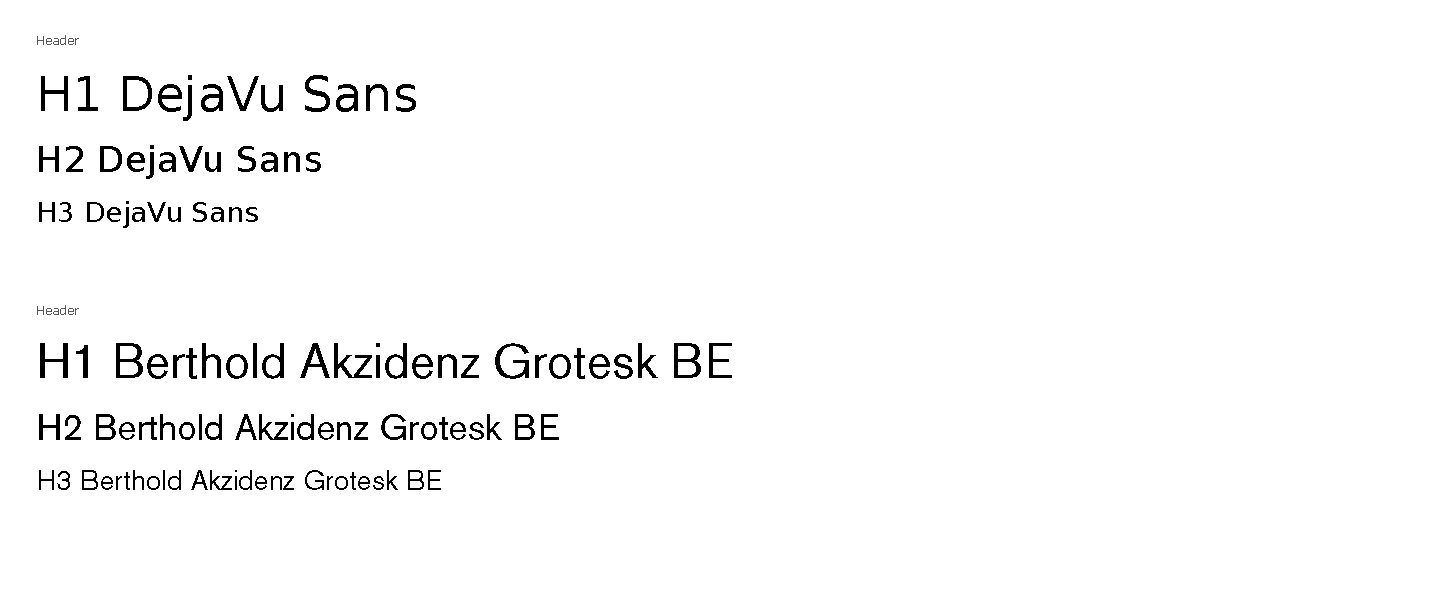 Header
H1 DejaVu Sans
H2 DejaVu Sans
H3 DejaVu Sans
Header
H1 Berthold Akzidenz Grotesk BE
H2 Berthold Akzidenz Grotesk BE
H3 Berthold Akzidenz Grotesk BE